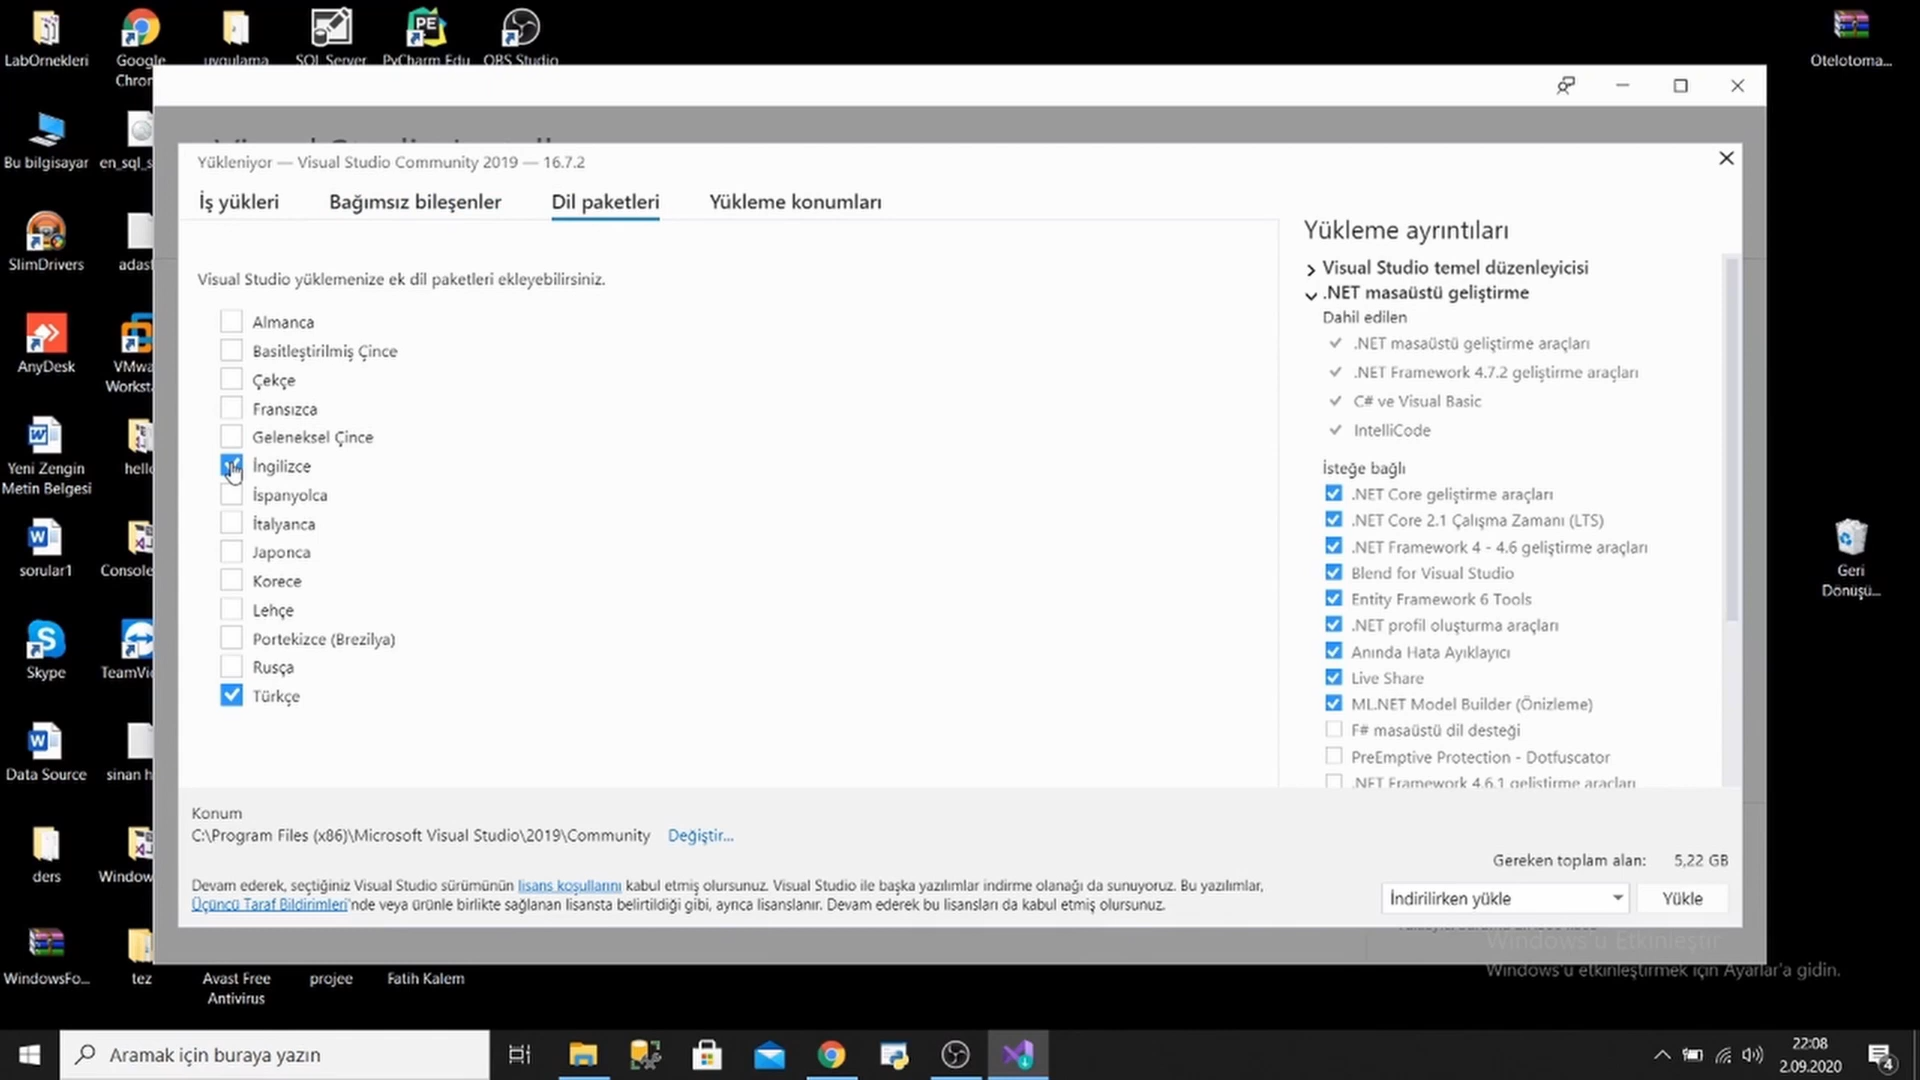 LabOrnekleri
Google
Chron
uygulama
SQL Server
PyCharm Edu
OBS Studio
Otelotoma...
Bu bilgisayar
en_sql_s
SlimDrivers
adast
AnyDesk
VMwa
Workst
Yeni Zengin
Metin Belgesi
hello
sorular1
Console
Skype
TeamVi
Data Source
sinan h
ders
Window
WindowsFo...
tez
Avast Free
Antivirus
projee
Fatih Kalem
Geri
Dönüşü...
Yükleniyor — Visual Studio Community 2019 — 16.7.2
İş yükleri
Bağımsız bileşenler
Dil paketleri
Yükleme konumları
Visual Studio yüklemenize ek dil paketleri ekleyebilirsiniz.
Almanca
Basitleştirilmiş Çince
Çekçe
Fransızca
Geleneksel Çince
İngilizce
İspanyolca
İtalyanca
Japonca
Korece
Lehçe
Portekizce (Brezilya)
Rusça
Türkçe
Yükleme ayrıntıları
Visual Studio temel düzenleyicisi
.NET masaüstü geliştirme
Dahil edilen
.NET masaüstü geliştirme araçları
.NET Framework 4.7.2 geliştirme araçları
C# ve Visual Basic
IntelliCode
İsteğe bağlı
.NET Core geliştirme araçları
.NET Core 2.1 Çalışma Zamanı (LTS)
.NET Framework 4 - 4.6 geliştirme araçları
Blend for Visual Studio
Entity Framework 6 Tools
.NET profil oluşturma araçları
Anında Hata Ayıklayıcı
Live Share
ML.NET Model Builder (Önizleme)
F# masaüstü dil desteği
PreEmptive Protection - Dotfuscator
.NET Framework 4.6.1 geliştirme araçları
Konum
C:\Program Files (x86)\Microsoft Visual Studio\2019\Community Değiştir...
Gereken toplam alan: 5,22 GB
Devam ederek, seçtiğiniz Visual Studio sürümünün lisans koşullarını kabul etmiş olursunuz. Visual Studio ile başka yazılımlar indirme olanağı da sunuyoruz. Bu yazılımlar,
Üçüncü Taraf Bildirimleri'nde veya ürünle birlikte sağlanan lisansta belirtildiği gibi, ayrıca lisanslanır. Devam ederek bu lisansları da kabul etmiş olursunuz.
İndirilirken yükle
Yükle
Windows'u Etkinleştir
Windows'u etkinleştirmek için Ayarlar'a gidin.
Aramak için buraya yazın
22:08
2.09.2020
4